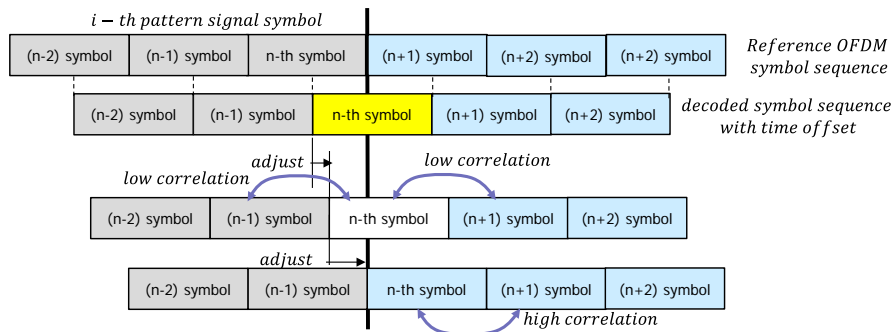 i − th pattern signal symbol
(n-2) symbol (n-1) symbol n-th symbol (n+1) symbol (n+2) symbol (n+2) symbol
Reference OFDM
symbol sequence
(n-2) symbol (n-1) symbol n-th symbol (n+1) symbol (n+2) symbol
decoded symbol sequence
with time offset
adjust
low correlation
low correlation
(n-2) symbol (n-1) symbol n-th symbol (n+1) symbol (n+2) symbol
adjust
(n-2) symbol (n-1) symbol n-th symbol (n+1) symbol (n+2) symbol
high correlation